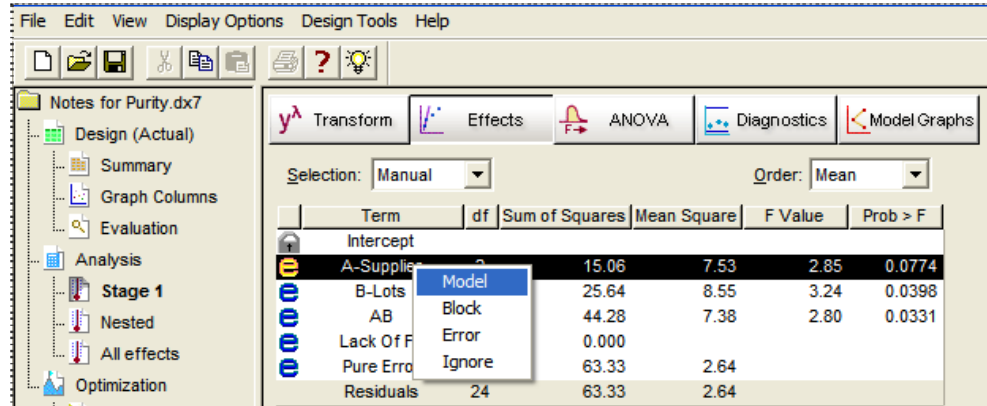 File Edit View Display Options Design Tools Help
Notes for Purity.dx7
Design (Actual)
Summary
Graph Columns
Evaluation
Analysis
Stage 1
Nested
All effects
Optimization
yλ Transform Effects F ANOVA Diagnostics Model Graphs
Selection: Manual Order: Mean
Term df Sum of Squares Mean Square F Value Prob > F
Intercept
e A-Supplier 15.06 7.53 2.85 0.0774
e B-Lots 25.64 8.55 3.24 0.0398
e AB 44.28 7.38 2.80 0.0331
e Lack Of F 0.000
e Pure Erro 63.33 2.64
Residuals 24 63.33 2.64
Model
Block
Error
Ignore